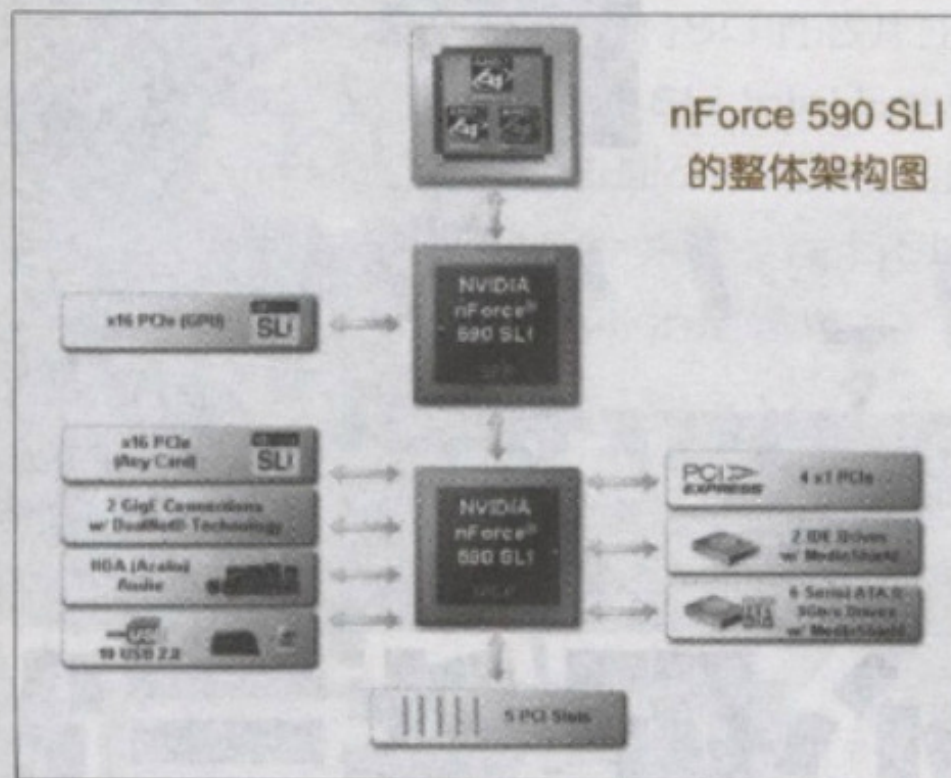 nForce 590 SLI
的整体架构图
NVIDIA
nForce®
590 SLI
x16 PCIe (GPU)
SLI
x16 PCIe
(Any Card)
SLI
2 GigE Connections
w/ DualNet® Technology
HDA (Azalia)
Audio
10 USB 2.0
NVIDIA
nForce®
590 SLI
PCI
EXPRESS
4 x1 PCIe
2 IDE Drives
w/ MediaShield
6 Serial ATA
3Gb/s Drives
w/ MediaShield
5 PCI Slots